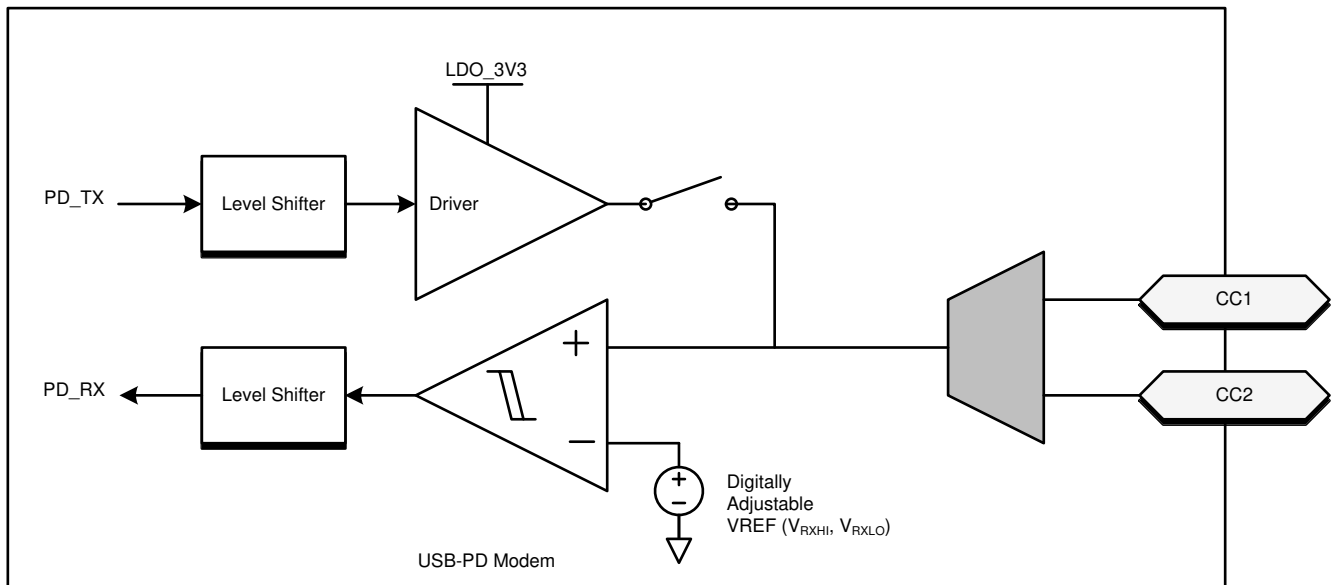 LDO_3V3
PD_TX
Level Shifter
Driver
CC1
PD_RX
Level Shifter
+
−
CC2
+
−
Digitally
Adjustable
VREF (VRXHI, VRXLO)
USB-PD Modem